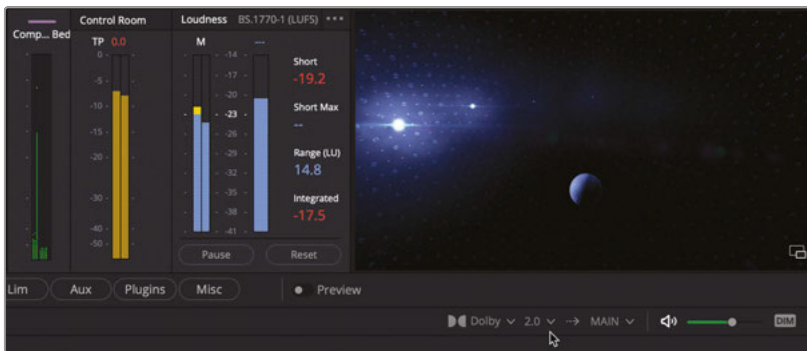 Control Room
Loudness BS.1770-1 (LUFS)
Comp... Bed
TP 0.0
M ---
0
-5
-10
-15
-20
-30
-40
-50
-14
-17
-20
-23
-26
-29
-32
-35
-38
-41
Short
-19.2
Short Max
--
Range (LU)
14.8
Integrated
-17.5
Pause
Reset
Lim
Aux
Plugins
Misc
Preview
Dolby
2.0
MAIN
DIM